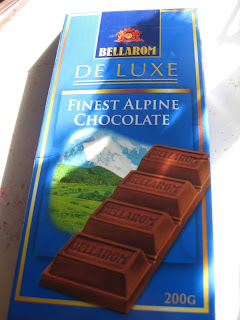 BELLAROM
DE LUXE
FINEST ALPINE
CHOCOLATE
BELLAROM
BELLAROM
BELLAROM
BELLAROM
200G